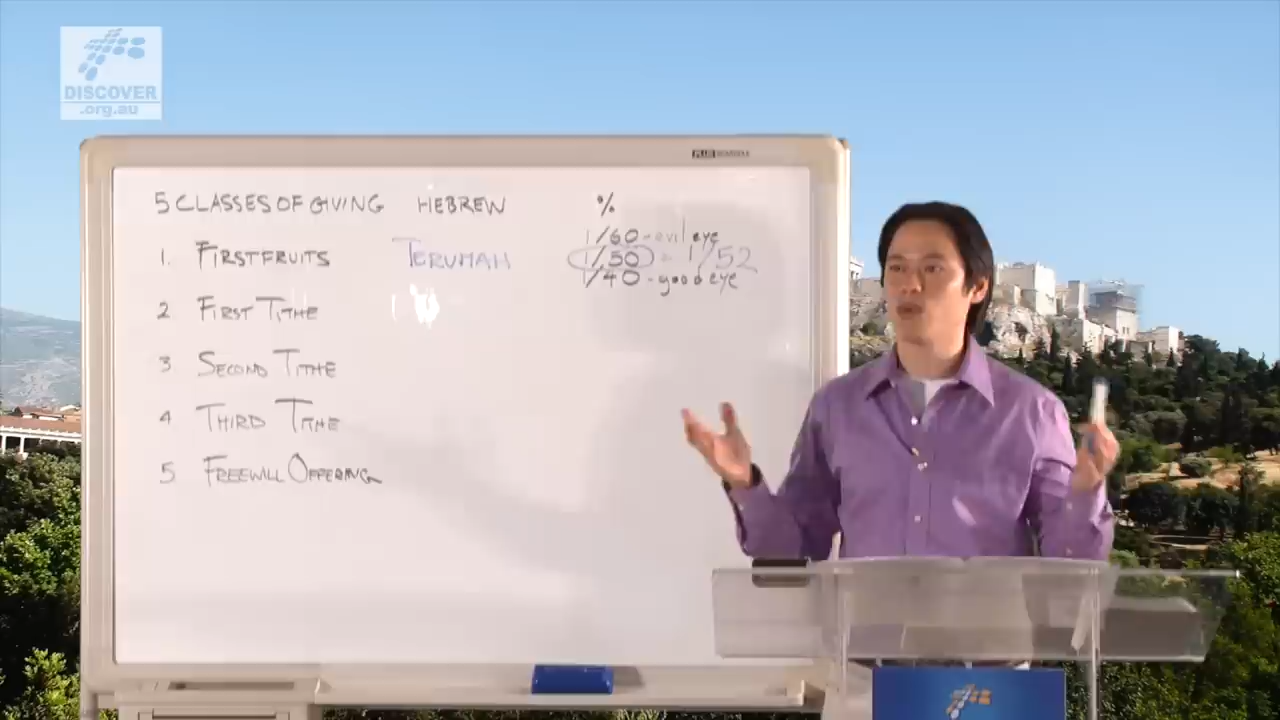 DISCOVER
.org.au
PLUS
5 CLASSES OF GIVING HEBREW %
1/60 - evil eye
1. FIRSTFRUITS TERUMAH 1/50 = 1/52
1/40 - good eye
2 FIRST TITHE
3 SECOND TITHE
4 THIRD TITHE
5 FREEWILL OFFERING